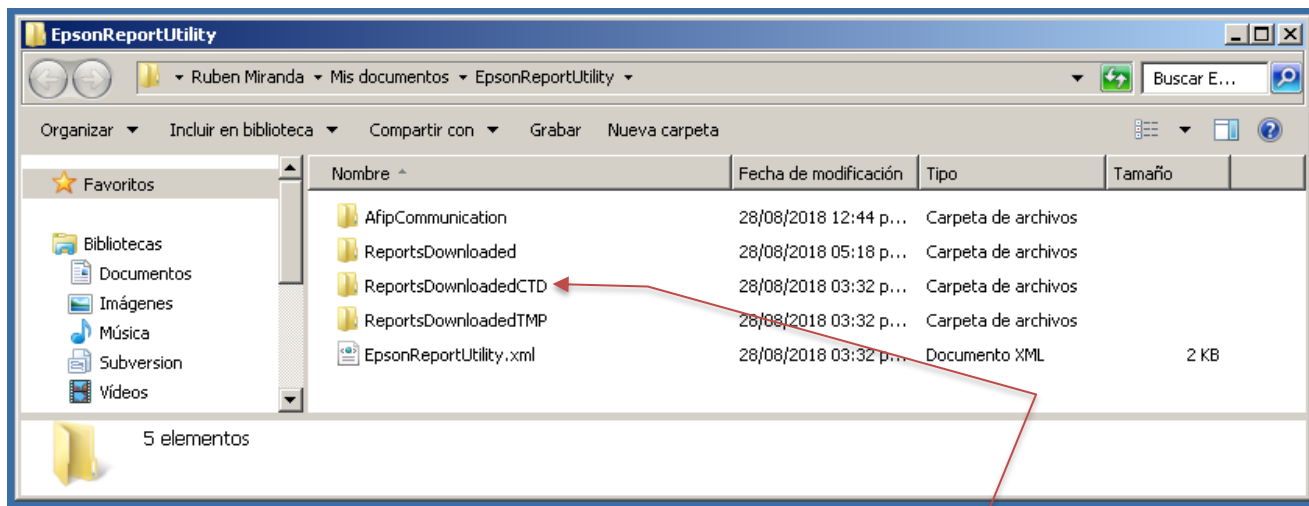 EpsonReportUtility
Ruben Miranda Mis documentos EpsonReportUtility
Buscar E...
Organizar Incluir en biblioteca Compartir con Grabar Nueva carpeta
Favoritos
Bibliotecas
Documentos
Imágenes
Música
Subversion
Vídeos
Nombre Fecha de modificación Tipo Tamaño
AfipCommunication 28/08/2018 12:44 p... Carpeta de archivos
ReportsDownloaded 28/08/2018 05:18 p... Carpeta de archivos
ReportsDownloadedCTD 28/08/2018 03:32 p... Carpeta de archivos
ReportsDownloadedTMP 28/08/2018 03:32 p... Carpeta de archivos
EpsonReportUtility.xml 28/08/2018 03:32 p... Documento XML 2 KB
5 elementos